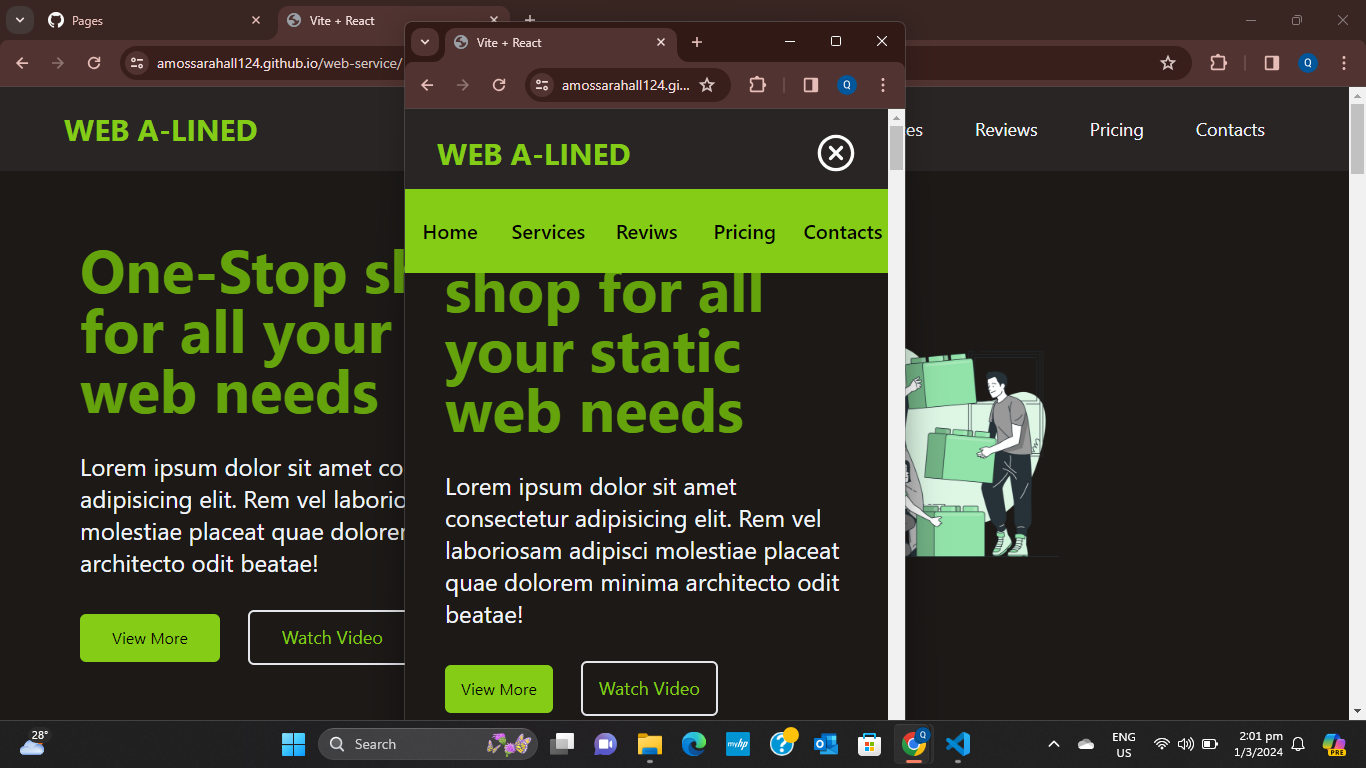 Pages
Vite + React
amossarahall124.github.io/web-service/
Q
WEB A-LINED
es
Reviews
Pricing
Contacts
One-Stop sh
for all your
web needs
Lorem ipsum dolor sit amet co
adipisicing elit. Rem vel laborio
molestiae placeat quae dolorer
architecto odit beatae!
View More
Watch Video
Vite + React
amossarahall124.gi...
Q
WEB A-LINED
Home
Services
Reviws
Pricing
Contacts
shop for all
your static
web needs
Lorem ipsum dolor sit amet
consectetur adipisicing elit. Rem vel
laboriosam adipisci molestiae placeat
quae dolorem minima architecto odit
beatae!
View More
Watch Video
28°
Search
myhp
Q
ENG
US
2:01 pm
1/3/2024
PRE